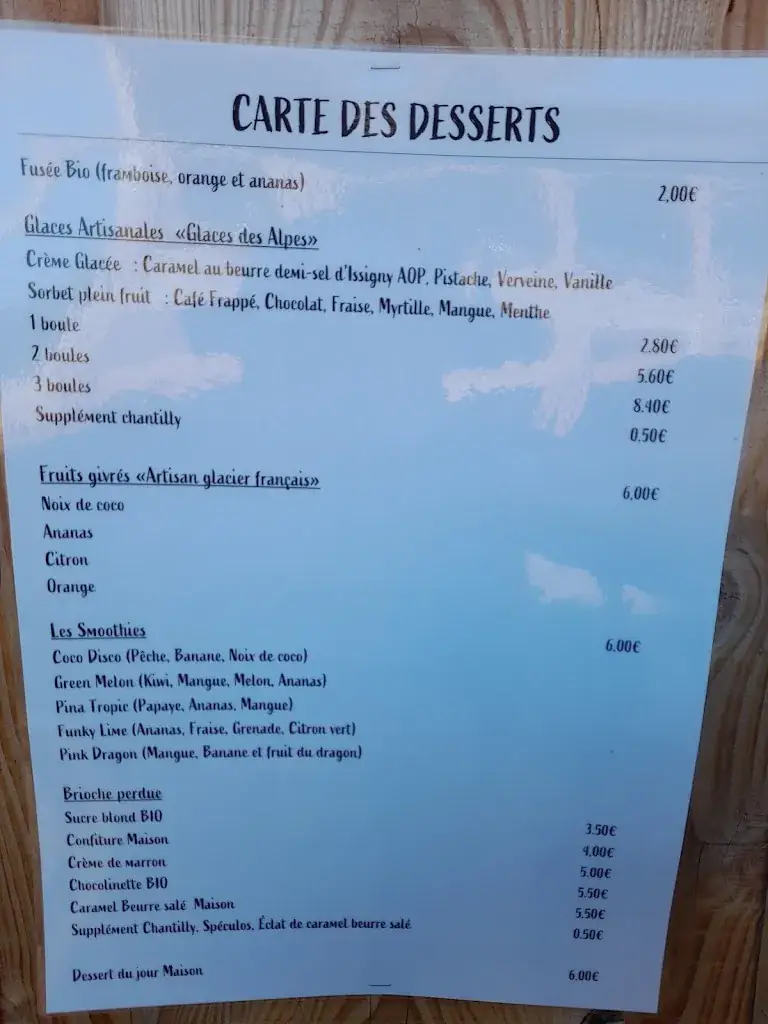 CARTE DES DESSERTS
Fusée Bio (framboise, orange et ananas) 2,00€
Glaces Artisanales «Glaces des Alpes»
Crème Glacée : Caramel au beurre demi-sel d'Issigny AOP, Pistache, Verveine, Vanille
Sorbet plein fruit : Café Frappé, Chocolat, Fraise, Myrtille, Mangue, Menthe
1 boule 2.80€
2 boules 5.60€
3 boules 8.40€
Supplément chantilly 0.50€
Fruits givrés «Artisan glacier français» 6,00€
Noix de coco
Ananas
Citron
Orange
Les Smoothies 6.00€
Coco Disco (Pêche, Banane, Noix de coco)
Green Melon (Kiwi, Mangue, Melon, Ananas)
Pina Tropic (Papaye, Ananas, Mangue)
Funky Lime (Ananas, Fraise, Grenade, Citron vert)
Pink Dragon (Mangue, Banane et fruit du dragon)
Brioche perdue
Sucre blond BIO 3.50€
Confiture Maison 4.00€
Crème de marron 5.00€
Chocolinette BIO 5.50€
Caramel Beurre salé Maison 5.50€
Supplément Chantilly, Spéculos, Éclat de caramel beurre salé 0.50€
Dessert du jour Maison 6.00€